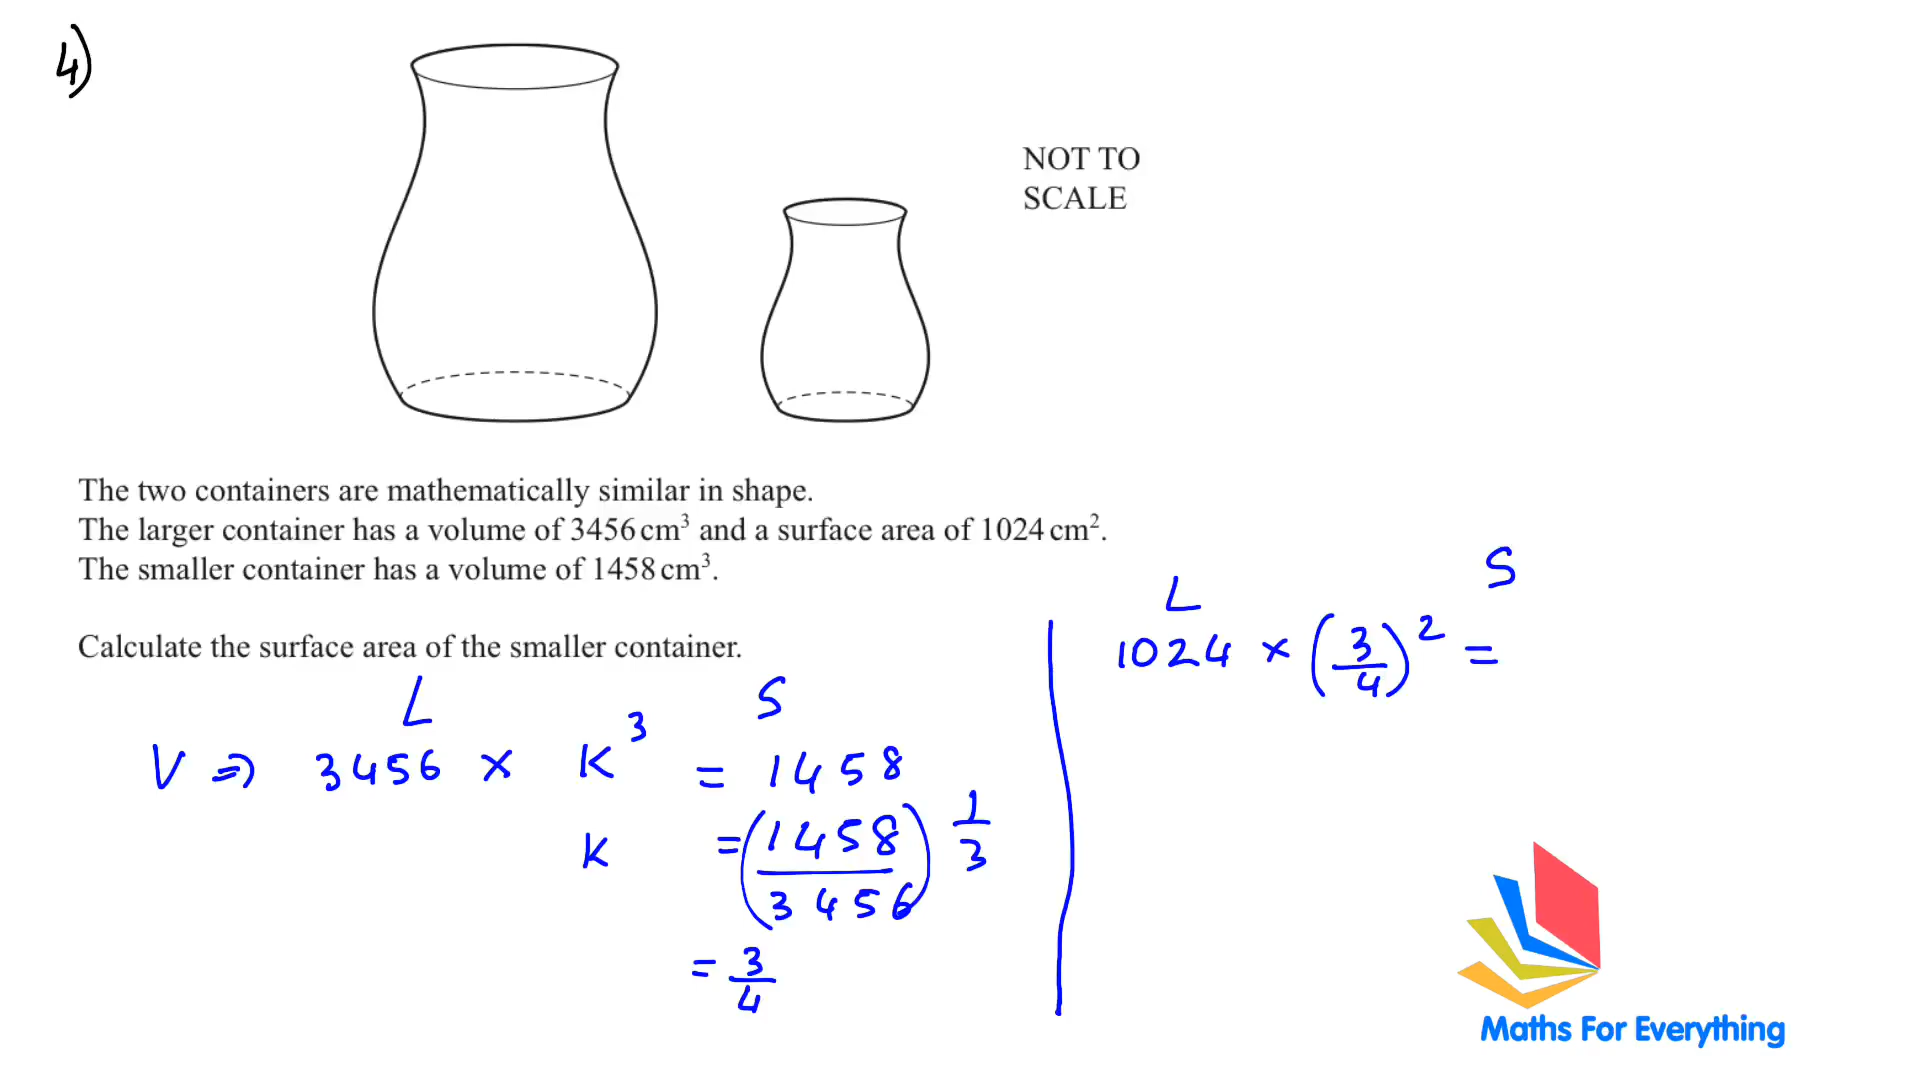 4)
NOT TO
SCALE
The two containers are mathematically similar in shape.
The larger container has a volume of 3456 cm³ and a surface area of 1024 cm².
The smaller container has a volume of 1458 cm³.
Calculate the surface area of the smaller container.
L S
V ⇒ 3456 × K³ = 1458
K = (1458/3456)^1/3
= 3/4
L S
1024 × (3/4)² =
Maths For Everything